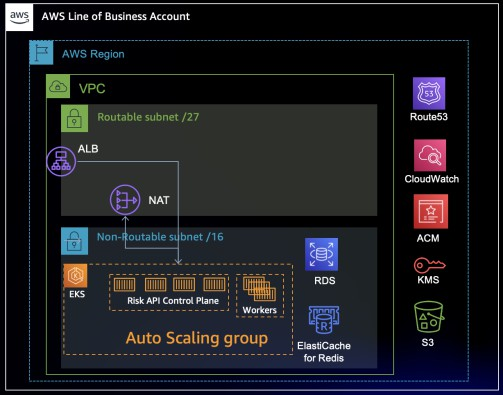 aws
AWS Line of Business Account
AWS Region
VPC
Routable subnet /27
53
Route53
ALB
NAT
CloudWatch
ACM
Non-Routable subnet /16
EKS
Risk API Control Plane
Workers
RDS
KMS
Auto Scaling group
R
ElastiCache
for Redis
S3